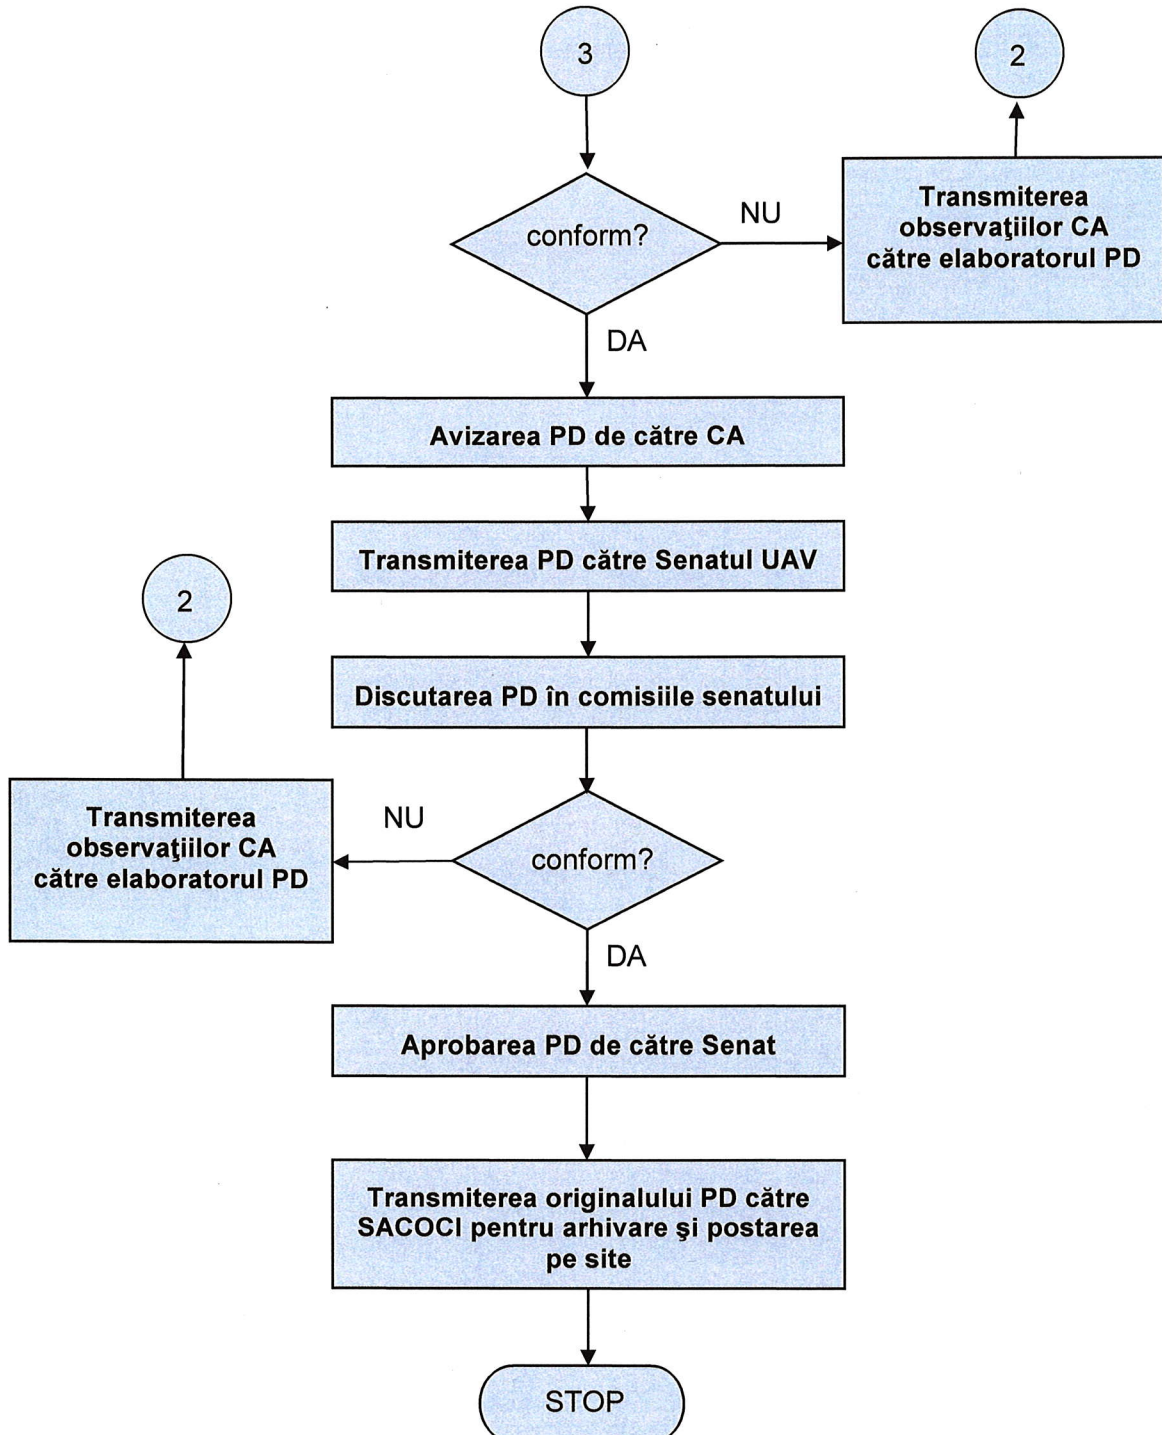 3
2
Transmiterea
observaţiilor CA
către elaboratorul PD
NU
conform?
DA
Avizarea PD de către CA
Transmiterea PD către Senatul UAV
2
Discutarea PD în comisiile senatului
Transmiterea
observaţiilor CA
către elaboratorul PD
NU
conform?
DA
Aprobarea PD de către Senat
Transmiterea originalului PD către
SACOCI pentru arhivare şi postarea
pe site
STOP